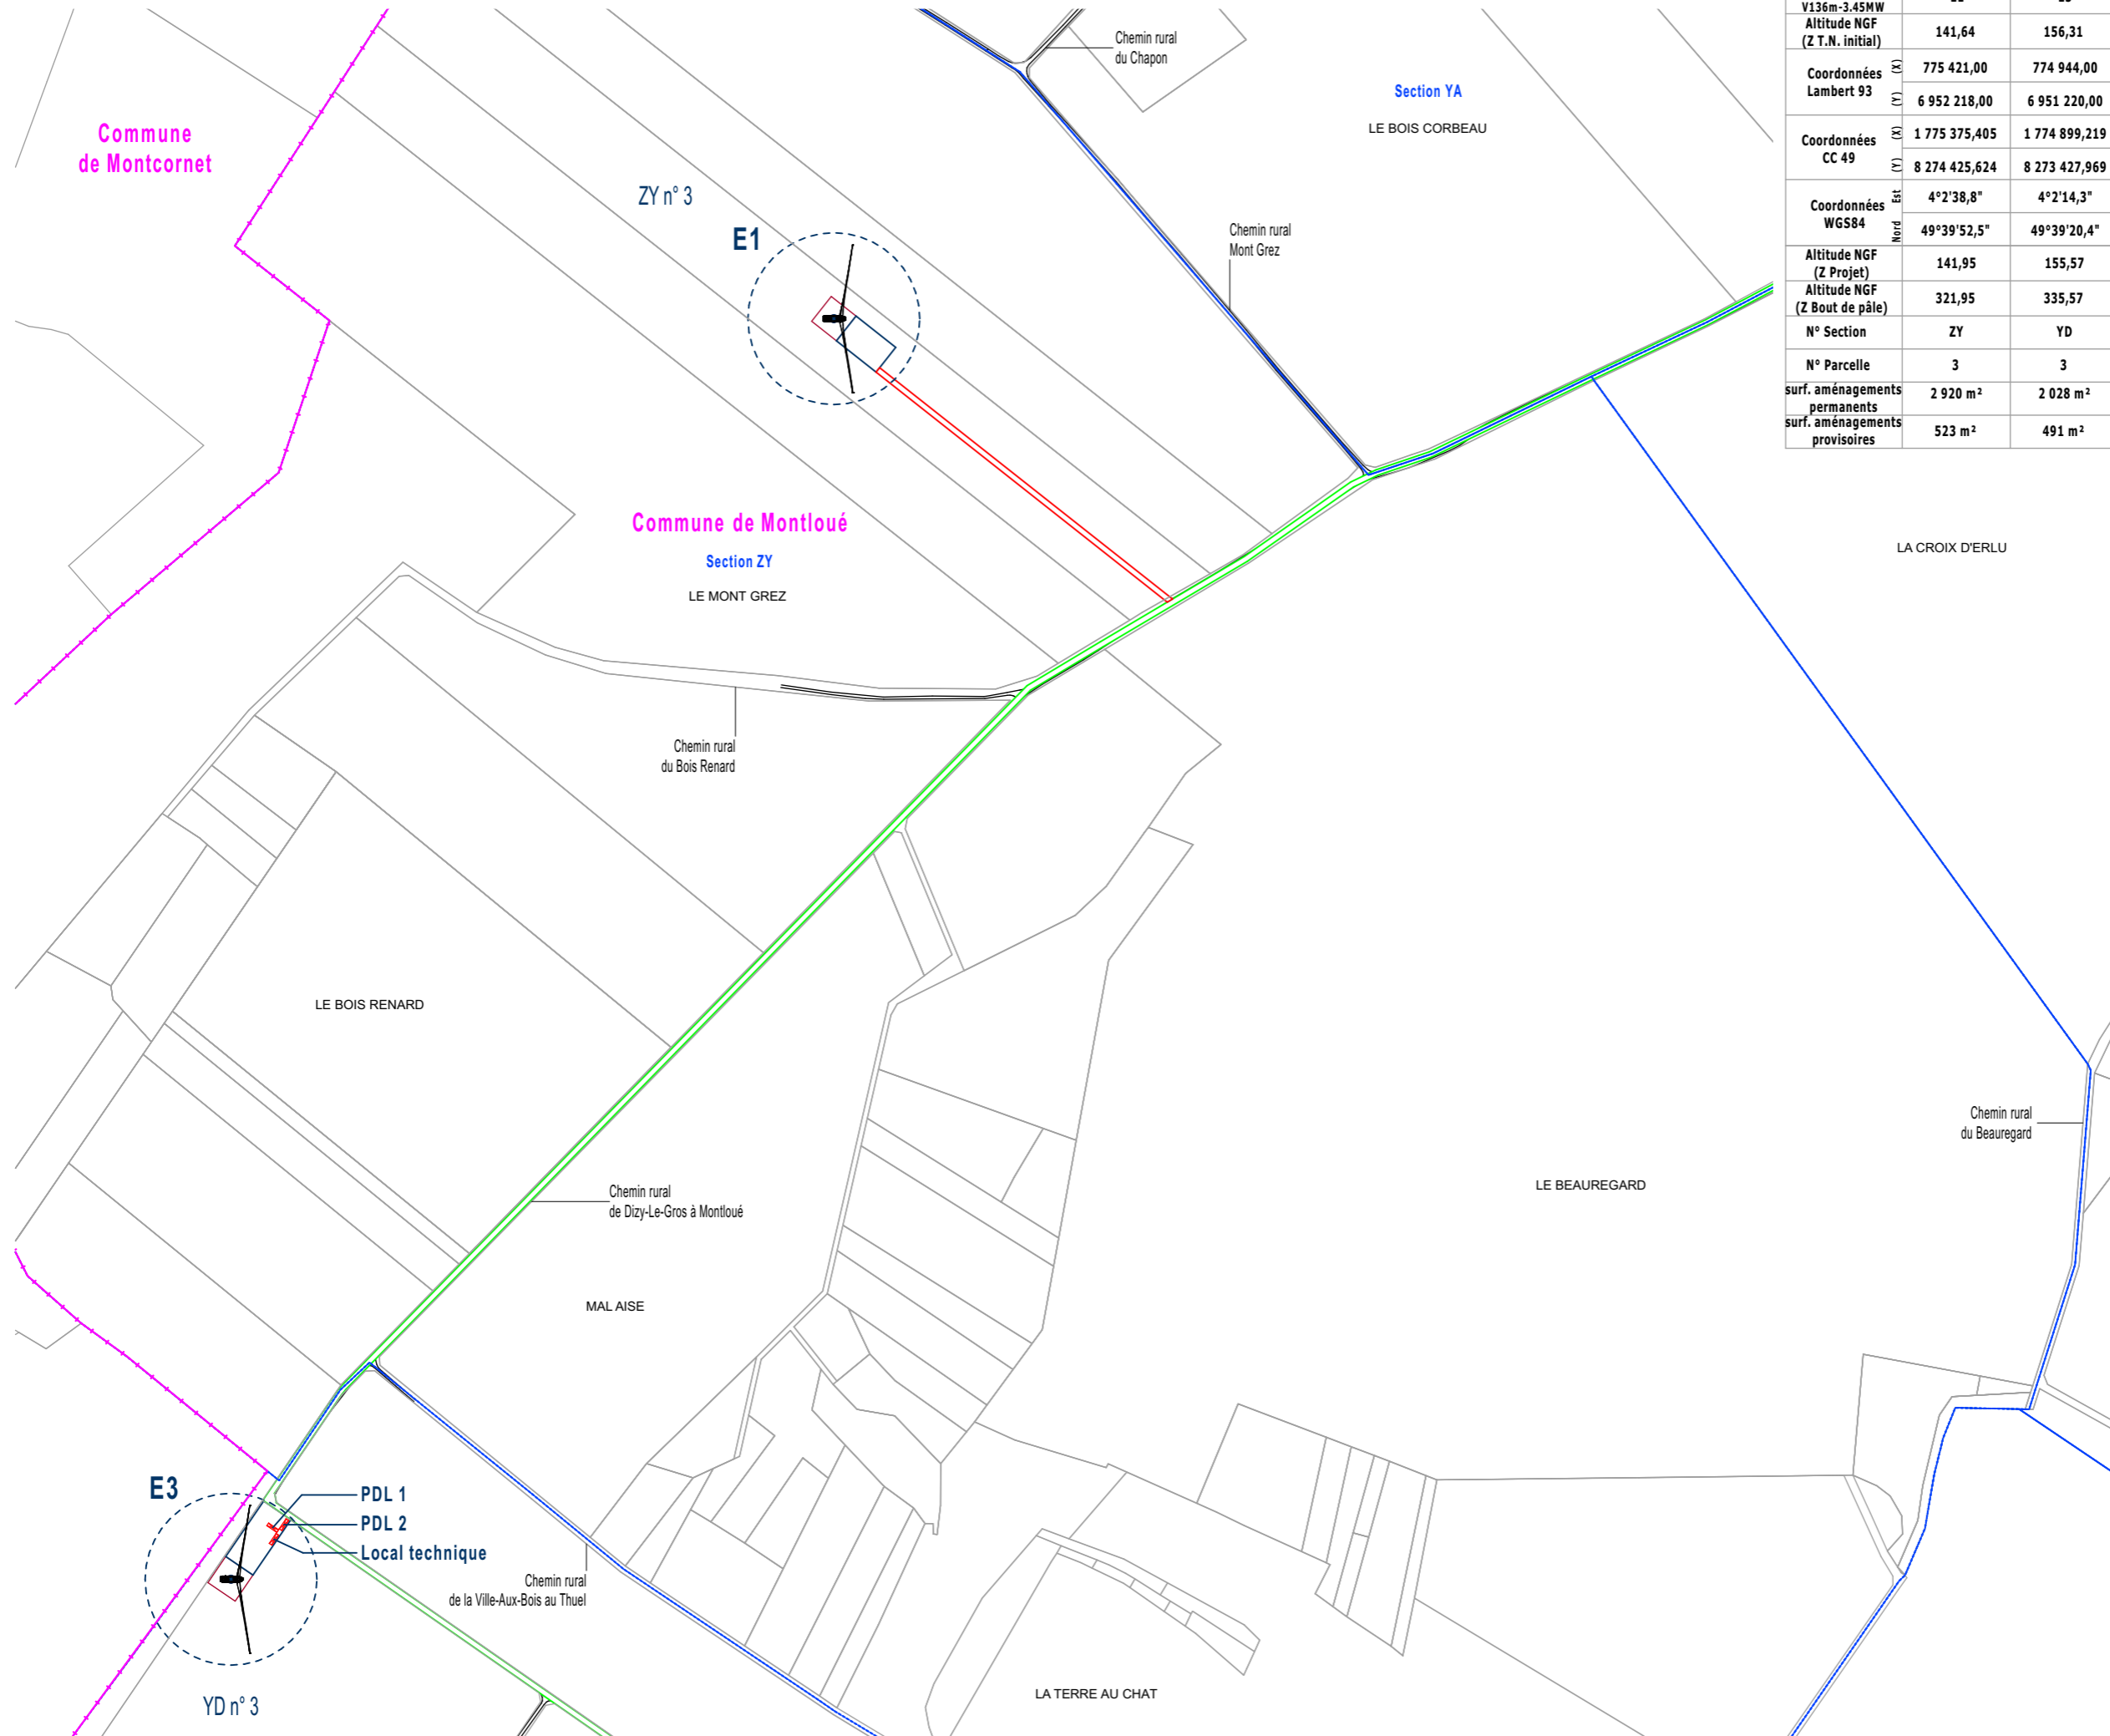 V136m-3.45MW
Altitude NGF
(Z T.N. initial)
141,64
156,31
Coordonnées
Lambert 93
(X)
775 421,00
774 944,00
(Y)
6 952 218,00
6 951 220,00
Coordonnées
CC 49
(X)
1 775 375,405
1 774 899,219
(Y)
8 274 425,624
8 273 427,969
Coordonnées
WGS84
Est
4°2'38,8"
4°2'14,3"
Nord
49°39'52,5"
49°39'20,4"
Altitude NGF
(Z Projet)
141,95
155,57
Altitude NGF
(Z Bout de pâle)
321,95
335,57
N° Section
ZY
YD
N° Parcelle
3
3
surf. aménagements
permanents
2 920 m²
2 028 m²
surf. aménagements
provisoires
523 m²
491 m²
Chemin rural
du Chapon
Section YA
LE BOIS CORBEAU
Commune
de Montcornet
ZY n° 3
E1
Chemin rural
Mont Grez
Commune de Montloué
Section ZY
LE MONT GREZ
LA CROIX D'ERLU
Chemin rural
du Bois Renard
LE BOIS RENARD
Chemin rural
du Beauregard
LE BEAUREGARD
Chemin rural
de Dizy-Le-Gros à Montloué
MAL AISE
E3
PDL 1
PDL 2
Local technique
Chemin rural
de la Ville-Aux-Bois au Thuel
YD n° 3
LA TERRE AU CHAT